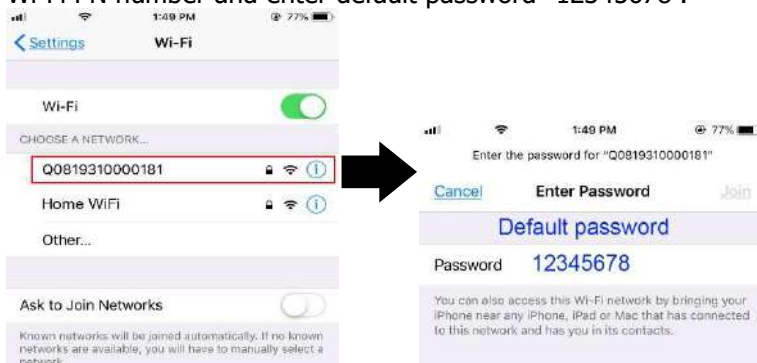 Wi-Fi PN number and enter default password "12345678".
1:49 PM
77%
Settings
Wi-Fi
Wi-Fi
CHOOSE A NETWORK...
Q0819310000181
Home WiFi
Other...
Ask to Join Networks
Known networks will be joined automatically. If no known
networks are available, you will have to manually select a
network.
1:49 PM
77%
Enter the password for "Q0819310000181"
Cancel
Enter Password
Join
Default password
Password 12345678
You can also access this Wi-Fi network by bringing your
iPhone near any iPhone, iPad or Mac that has connected
to this network and has you in its contacts.